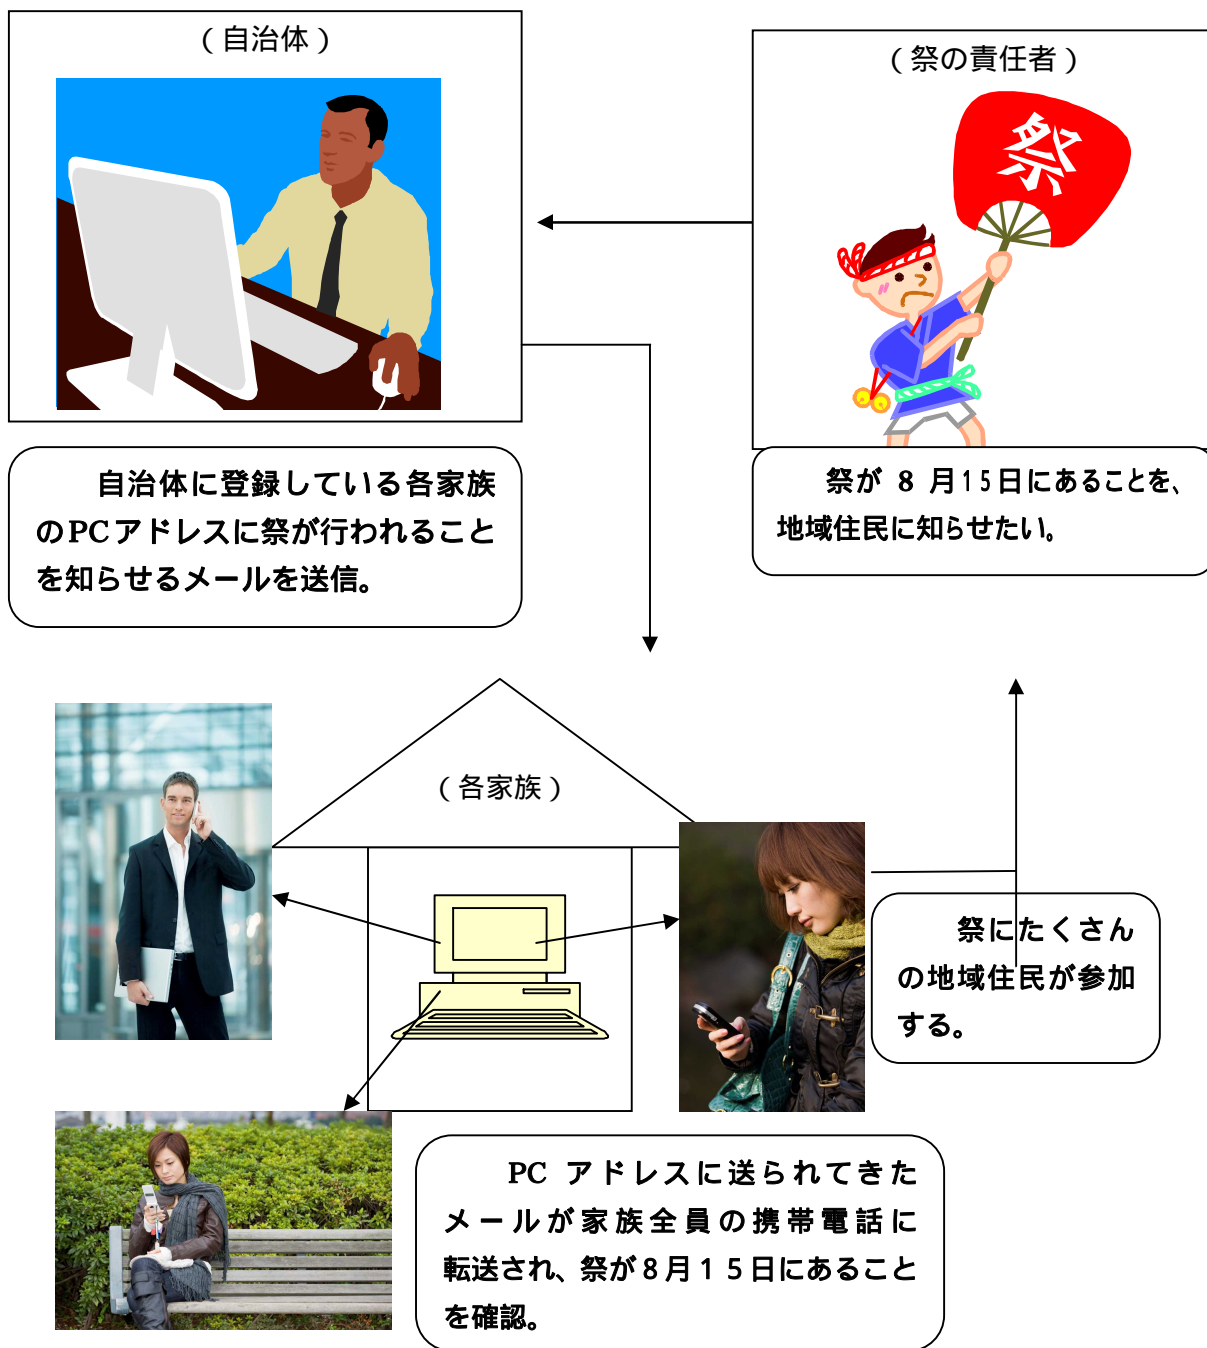 （自治体）
（祭の責任者）
祭
自治体に登録している各家族
のPCアドレスに祭が行われること
を知らせるメールを送信。
祭が 8 月15日にあることを、
地域住民に知らせたい。
（各家族）
祭にたくさん
の地域住民が参加
する。
PC アドレスに送られてきた
メールが家族全員の携帯電話に
転送され、祭が8月１５日にあること
を確認。